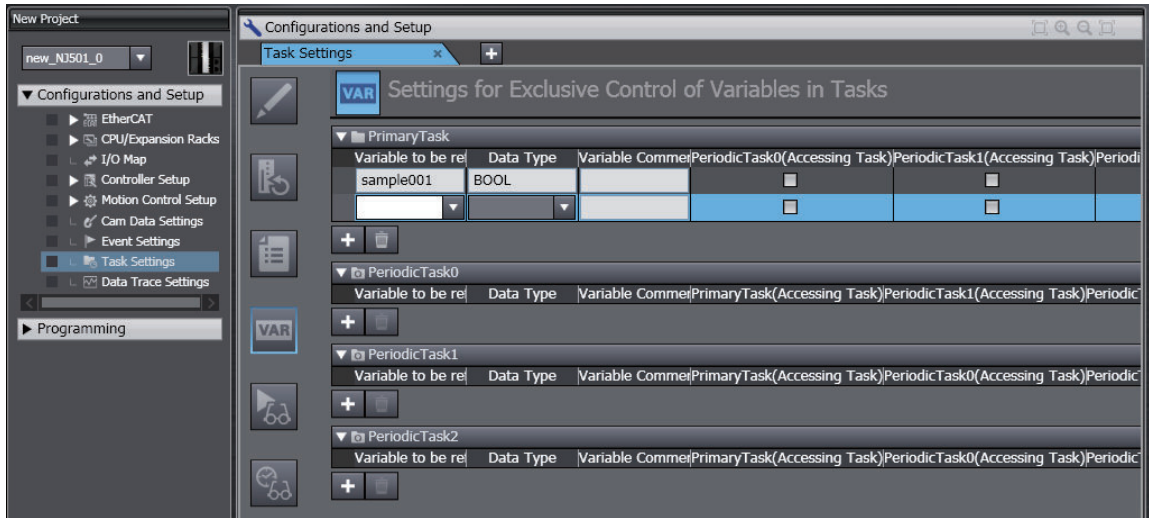 New Project
new_NJ501_0
Configurations and Setup
EtherCAT
CPU/Expansion Racks
I/O Map
Controller Setup
Motion Control Setup
Cam Data Settings
Event Settings
Task Settings
Data Trace Settings
Programming
Configurations and Setup
Task Settings
VAR Settings for Exclusive Control of Variables in Tasks
PrimaryTask
Variable to be re Data Type Variable Comme PeriodicTask0(Accessing Task) PeriodicTask1(Accessing Task) Periodi
sample001 BOOL
PeriodicTask0
Variable to be re Data Type Variable Comme PrimaryTask(Accessing Task) PeriodicTask1(Accessing Task) Periodic
VAR
PeriodicTask1
Variable to be re Data Type Variable Comme PrimaryTask(Accessing Task) PeriodicTask0(Accessing Task) Periodic
PeriodicTask2
Variable to be re Data Type Variable Comme PrimaryTask(Accessing Task) PeriodicTask0(Accessing Task) Periodic